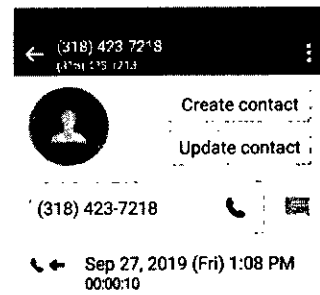 (318) 423 7218
Create contact
Update contact
(318) 423-7218
Sep 27, 2019 (Fri) 1:08 PM
00:00:10